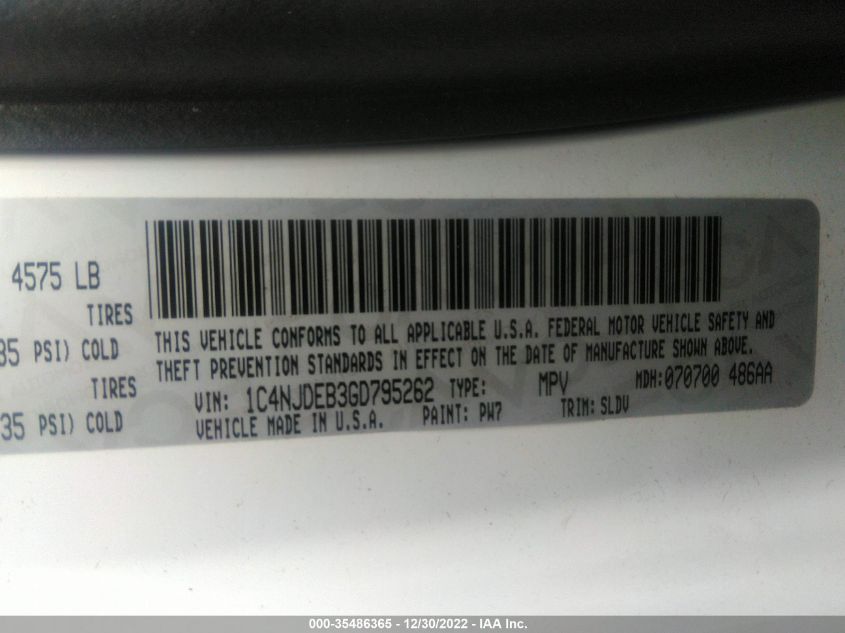 4575 LB
TIRES
35 PSI) COLD
TIRES
35 PSI) COLD
THIS VEHICLE CONFORMS TO ALL APPLICABLE U.S.A. FEDERAL MOTOR VEHICLE SAFETY AND
THEFT PREVENTION STANDARDS IN EFFECT ON THE DATE OF MANUFACTURE SHOWN ABOVE.
VIN: 1C4NJDEB3GD795262 TYPE: MPV MDH:070700 486AA
VEHICLE MADE IN U.S.A. PAINT: PW7 TRIM: SLDV
000-35486365 - 12/30/2022 - IAA Inc.